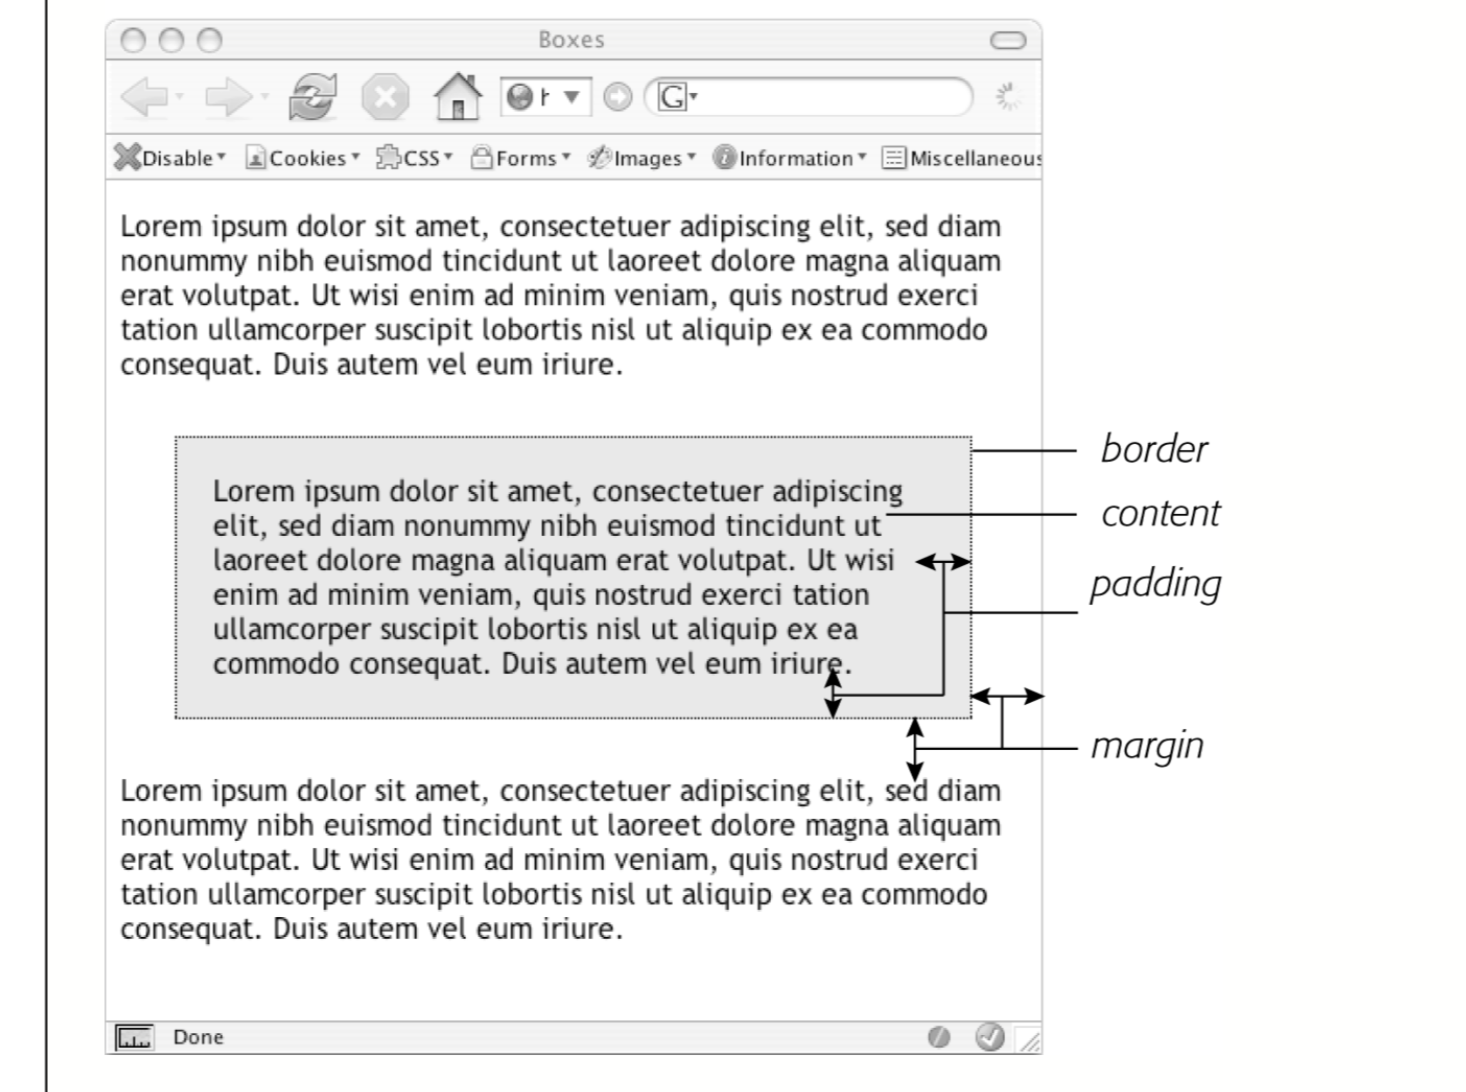 Boxes
G
Disable Cookies CSS Forms Images Information Miscellaneous
Lorem ipsum dolor sit amet, consectetuer adipiscing elit, sed diam
nonummy nibh euismod tincidunt ut laoreet dolore magna aliquam
erat volutpat. Ut wisi enim ad minim veniam, quis nostrud exerci
tation ullamcorper suscipit lobortis nisl ut aliquip ex ea commodo
consequat. Duis autem vel eum iriure.
border
Lorem ipsum dolor sit amet, consectetuer adipiscing
content
elit, sed diam nonummy nibh euismod tincidunt ut
laoreet dolore magna aliquam erat volutpat. Ut wisi
padding
enim ad minim veniam, quis nostrud exerci tation
ullamcorper suscipit lobortis nisl ut aliquip ex ea
commodo consequat. Duis autem vel eum iriure.
margin
Lorem ipsum dolor sit amet, consectetuer adipiscing elit, sed diam
nonummy nibh euismod tincidunt ut laoreet dolore magna aliquam
erat volutpat. Ut wisi enim ad minim veniam, quis nostrud exerci
tation ullamcorper suscipit lobortis nisl ut aliquip ex ea commodo
consequat. Duis autem vel eum iriure.
Done